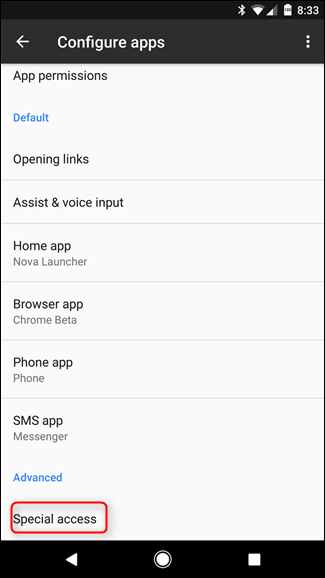 8:33
Configure apps
App permissions
Default
Opening links
Assist & voice input
Home app
Nova Launcher
Browser app
Chrome Beta
Phone app
Phone
SMS app
Messenger
Advanced
Special access